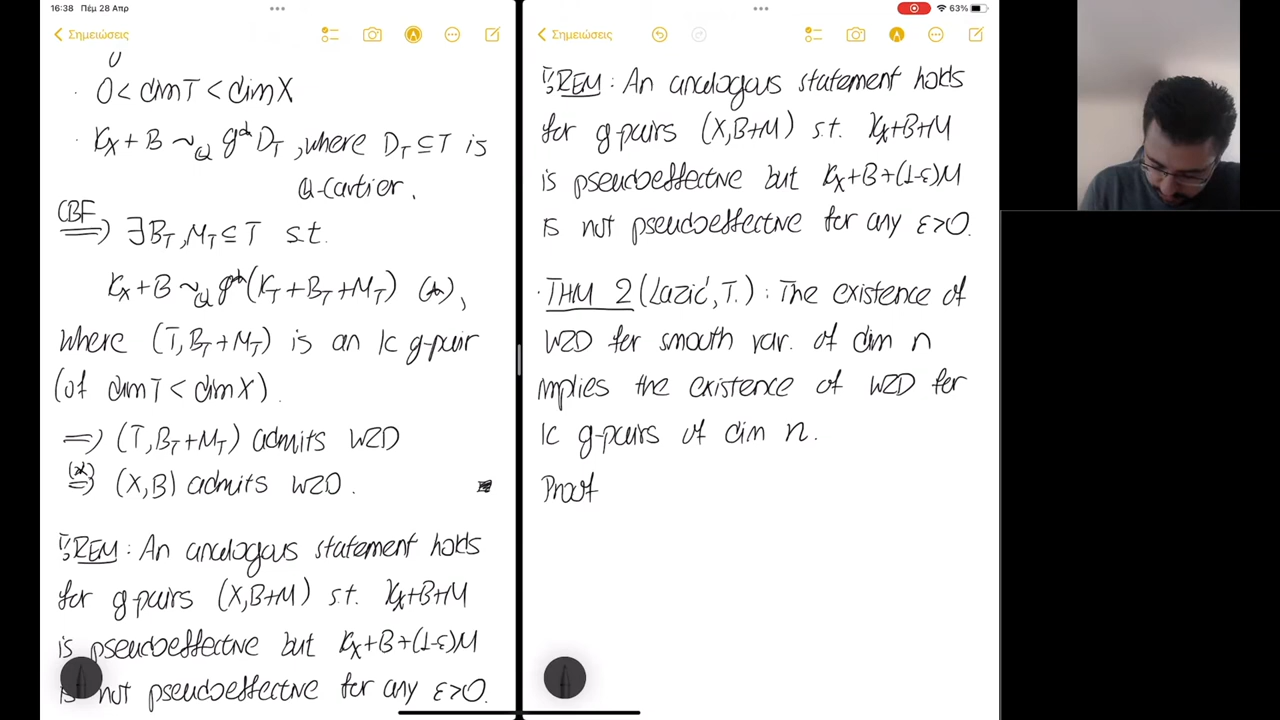 16:38 Πέμ 28 Απρ
Σημειώσεις
0 < dim T < dim X
· K_X + B ~_Q g* D_T, where D_T ⊆ T is
Q-Cartier.
CBF ⟹ ∃ B_T, M_T ⊆ T s.t.
K_X + B ~_Q g*(K_T + B_T + M_T) (*),
where (T, B_T + M_T) is an lc g-pair
(of dim T < dim X).
⟹ (T, B_T + M_T) admits WZD
(*) ⟹ (X, B) admits WZD.
REM: An analogous statement holds
for g-pairs (X, B+M) s.t. K_X+B+M
is pseudoeffective but K_X+B+(1-ε)M
is not pseudoeffective for any ε>0.
63%
Σημειώσεις
REM: An analogous statement holds
for g-pairs (X, B+M) s.t. K_X+B+M
is pseudoeffective but K_X+B+(1-ε)M
is not pseudoeffective for any ε>0.
· THM 2 (Lazić, T.): The existence of
WZD for smooth var. of dim n
implies the existence of WZD for
lc g-pairs of dim n.
Proof